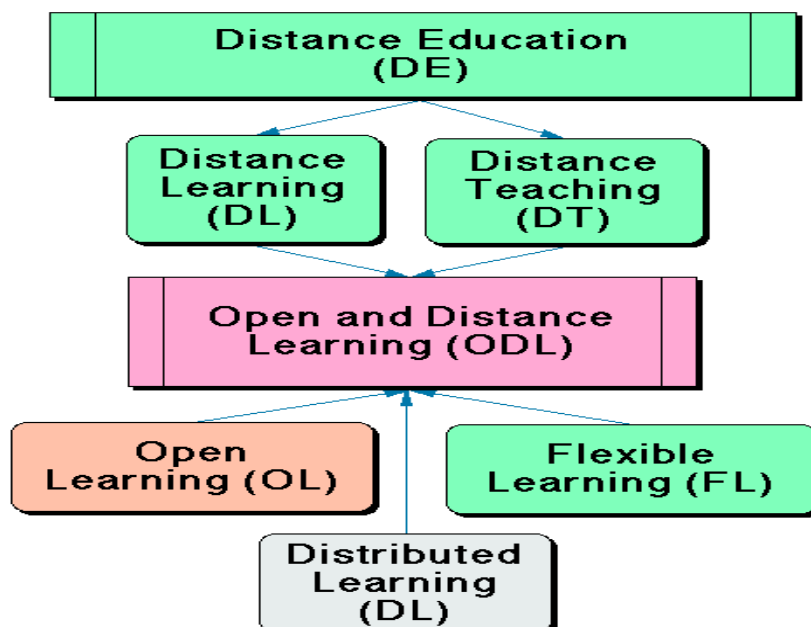 Distance Education
(DE)
Distance
Learning
(DL)
Distance
Teaching
(DT)
Open and Distance
Learning (ODL)
Open
Learning (OL)
Flexible
Learning (FL)
Distributed
Learning
(DL)